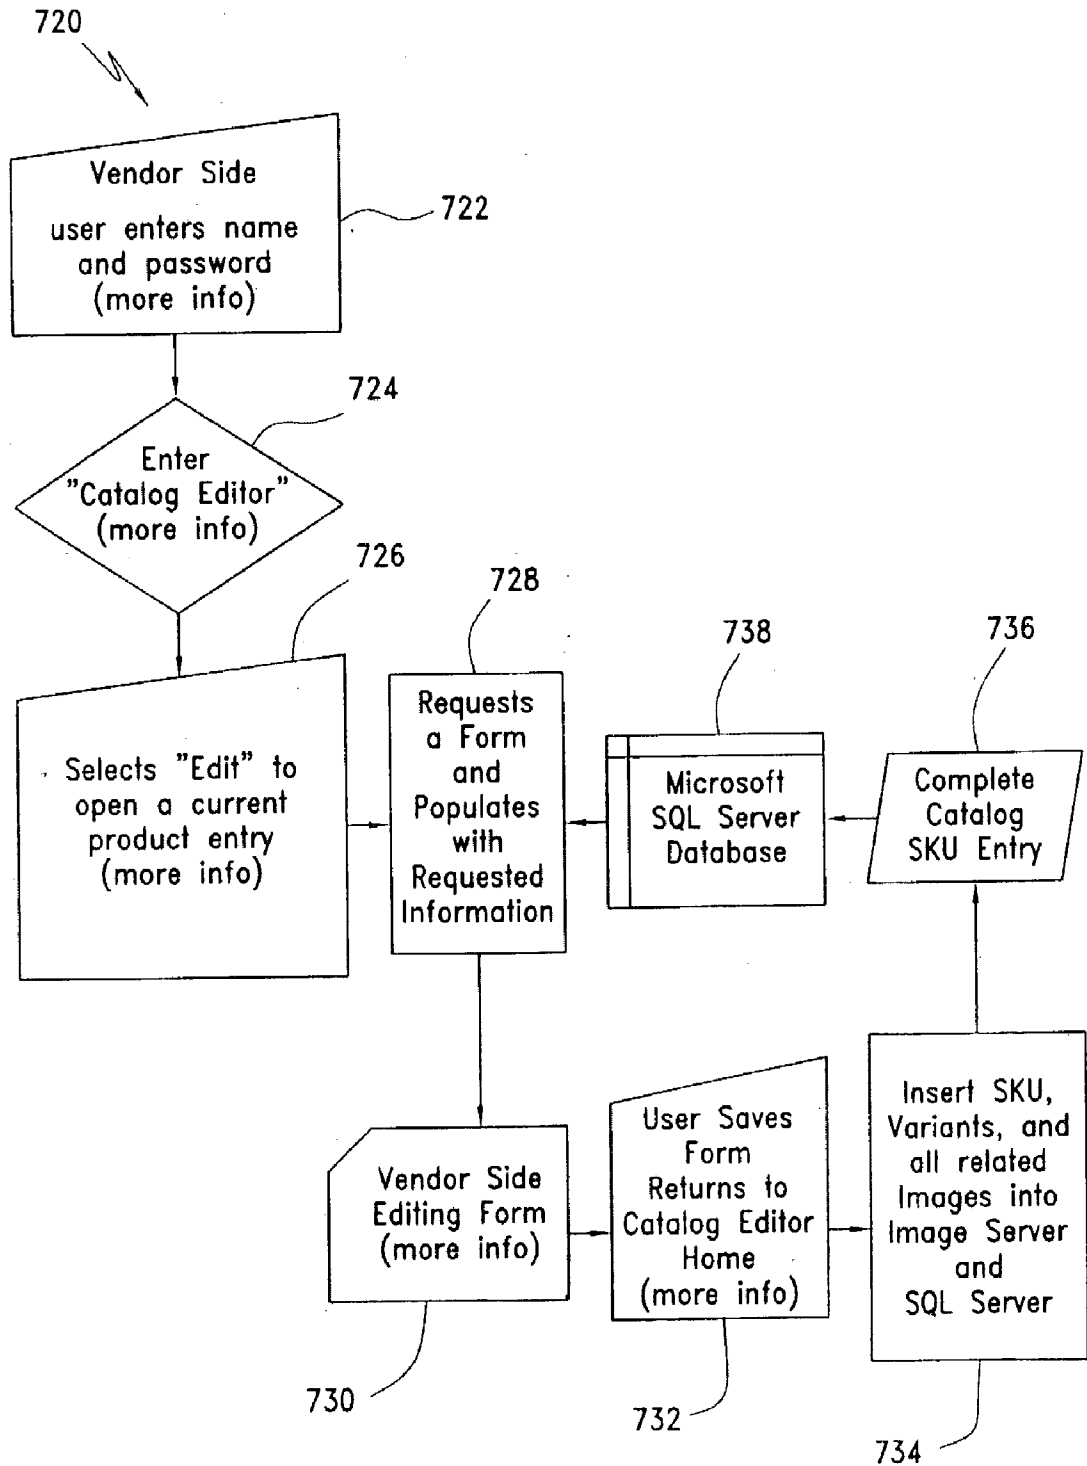 720
Vendor Side
user enters name
and password
(more info)
722
724
Enter
"Catalog Editor"
(more info)
726
Selects "Edit" to
open a current
product entry
(more info)
728
Requests
a Form
and
Populates
with
Requested
Information
738
Microsoft
SQL Server
Database
736
Complete
Catalog
SKU Entry
Vendor Side
Editing Form
(more info)
730
User Saves
Form
Returns to
Catalog Editor
Home
(more info)
732
Insert SKU,
Variants, and
all related
Images into
Image Server
and
SQL Server
734